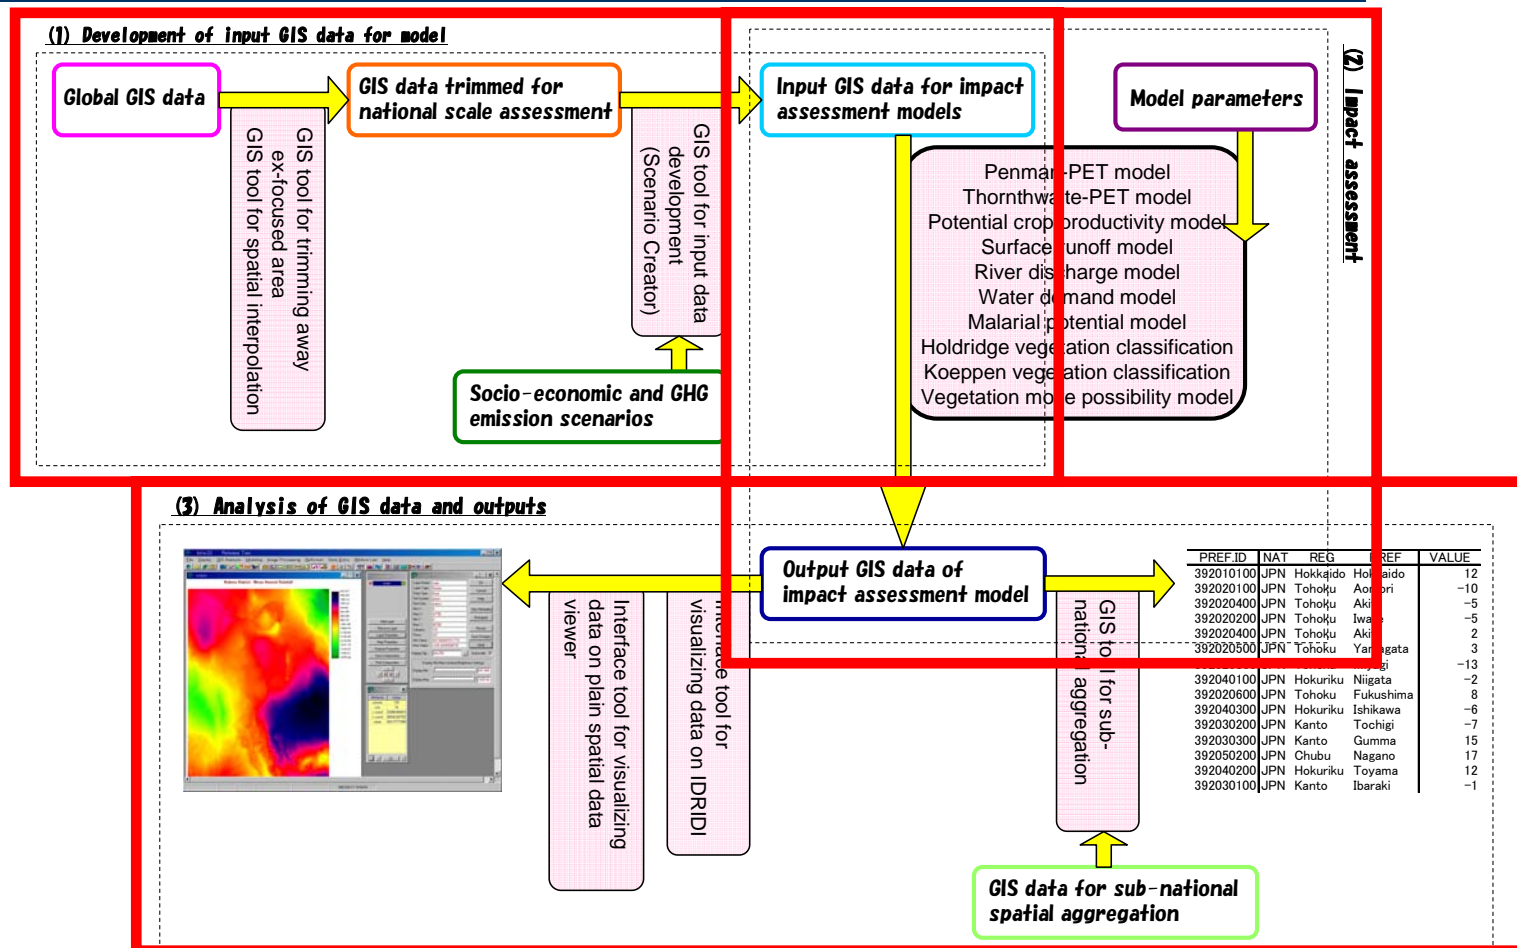 (1) Development of input GIS data for model
Global GIS data
GIS data trimmed for
national scale assessment
Input GIS data for impact
assessment models
Model parameters
(2) Impact assessment
GIS tool for trimming away
ex-focused area
GIS tool for spatial interpolation
GIS tool for input data
development
(Scenario Creator)
Socio-economic and GHG
emission scenarios
Penman-PET model
Thornthwaite-PET model
Potential crop productivity model
Surface runoff model
River discharge model
Water demand model
Malarial potential model
Holdridge vegetation classification
Koeppen vegetation classification
Vegetation move possibility model
(3) Analysis of GIS data and outputs
Output GIS data of
impact assessment model
Interface tool for visualizing
data on plain spatial data
viewer
Interface tool for
visualizing data on IDRIDI
GIS tool for sub-
national aggregation
GIS data for sub-national
spatial aggregation
PREF.ID NAT REG PREF VALUE
392010100 JPN Hokkaido Hokkaido 12
392020100 JPN Tohoku Aomori -10
392020400 JPN Tohoku Aki -5
392020200 JPN Tohoku Iwate -5
392020400 JPN Tohoku Aki 2
392020500 JPN Tohoku Yamagata 3
-13
392040100 JPN Hokuriku Niigata -2
392020600 JPN Tohoku Fukushima 8
392040300 JPN Hokuriku Ishikawa -6
392030200 JPN Kanto Tochigi -7
392030300 JPN Kanto Gumma 15
392050200 JPN Chubu Nagano 17
392040200 JPN Hokuriku Toyama 12
392030100 JPN Kanto Ibaraki -1